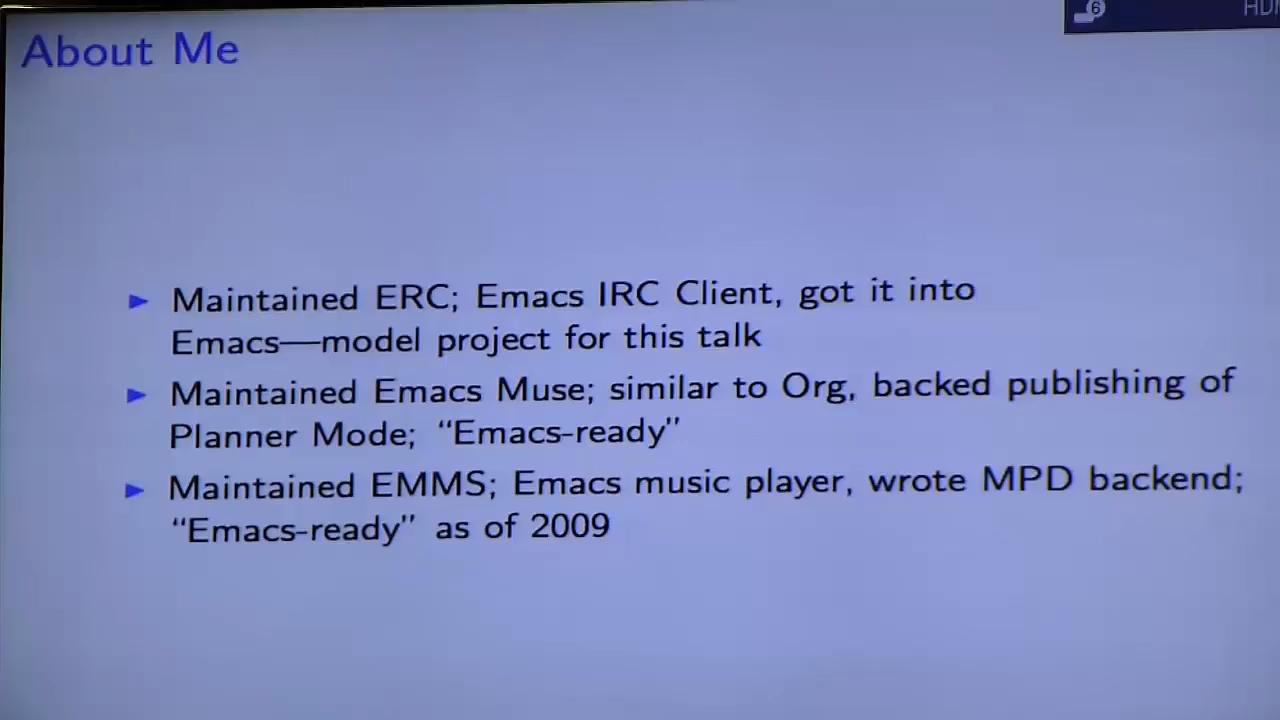 About Me
6
► Maintained ERC; Emacs IRC Client, got it into
Emacs—model project for this talk
► Maintained Emacs Muse; similar to Org, backed publishing of
Planner Mode; “Emacs-ready”
► Maintained EMMS; Emacs music player, wrote MPD backend;
“Emacs-ready” as of 2009